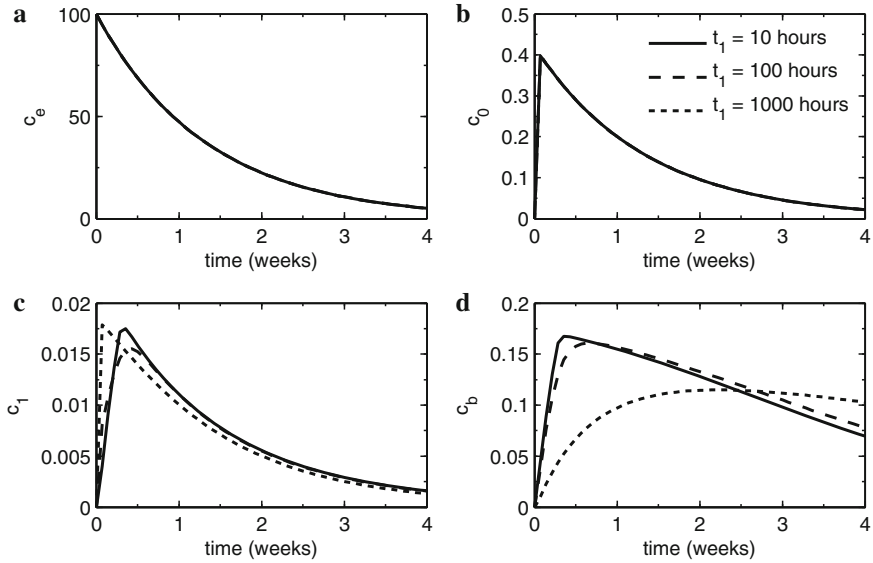 a
100
50
0
c_e
0 1 2 3 4
time (weeks)
b
0.5
0.4
0.3
0.2
0.1
0
c_0
t_1 = 10 hours
t_1 = 100 hours
t_1 = 1000 hours
0 1 2 3 4
time (weeks)
c
0.02
0.015
0.01
0.005
0
c_1
0 1 2 3 4
time (weeks)
d
0.2
0.15
0.1
0.05
0
c_b
0 1 2 3 4
time (weeks)